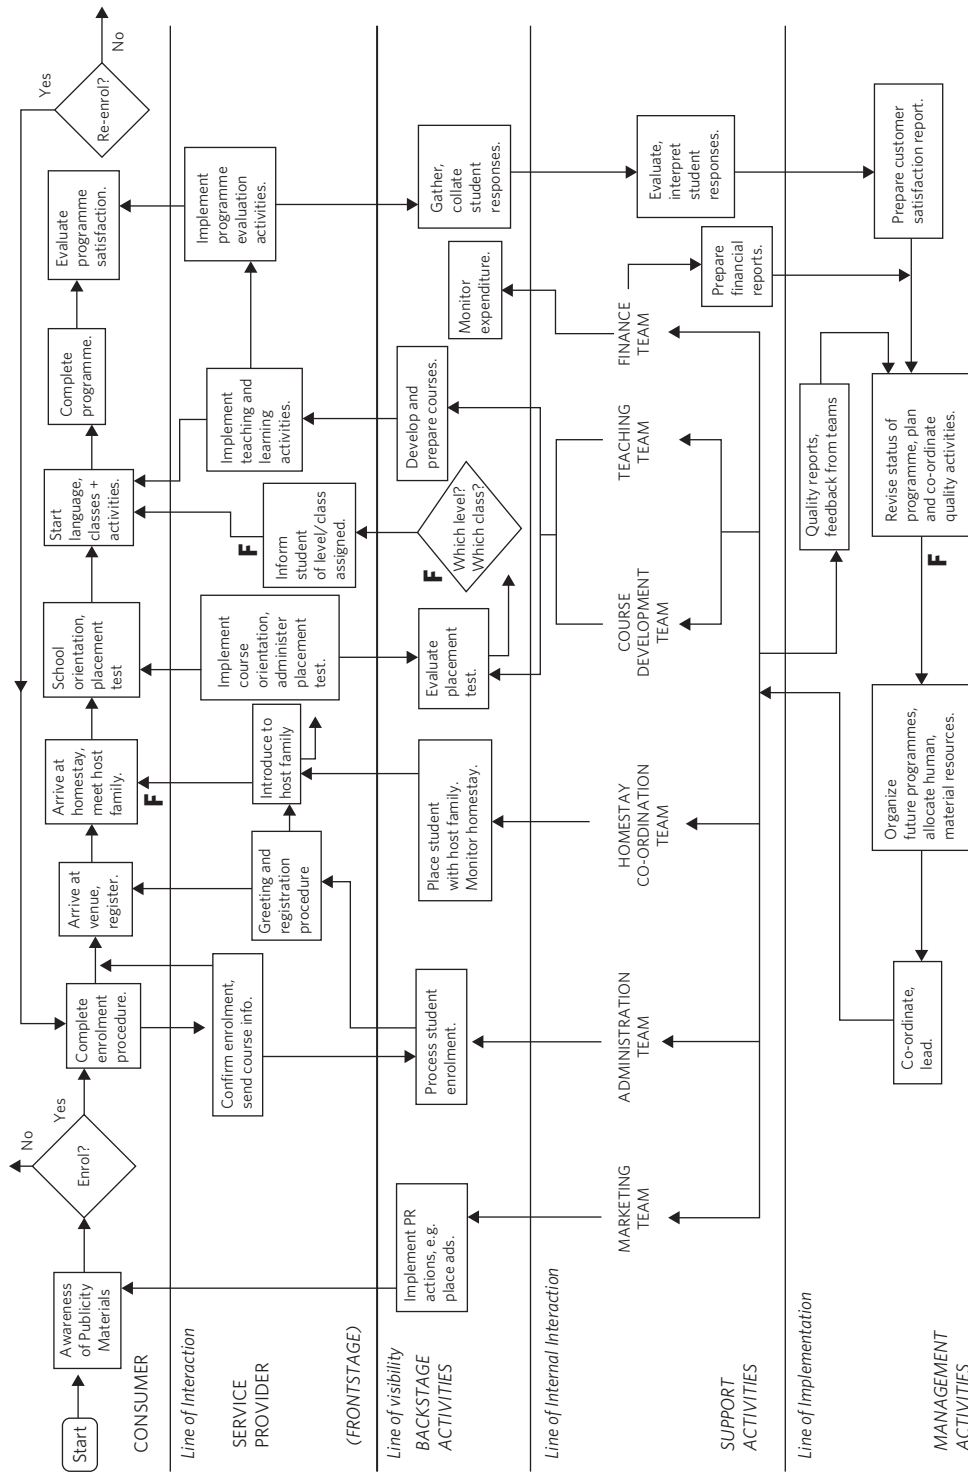 Start
Awareness
of Publicity
Materials
Enrol?
No
Yes
Complete
enrolment
procedure.
Arrive at
venue,
register.
Arrive at
homestay,
meet host
family.
F
School
orientation,
placement
test
Start
language,
classes +
activities.
Complete
programme.
Evaluate
programme
satisfaction.
Re-enrol?
Yes
No
CONSUMER
Line of Interaction
SERVICE
PROVIDER
(FRONTSTAGE)
Confirm enrolment,
send course info.
Greeting and
registration
procedure
Introduce to
host family
Implement
course
orientation,
administer
placement
test.
Inform
student
of level/class
assigned.
F
Implement
teaching and
learning
activities.
Implement
programme
evaluation
activities.
Line of visibility
BACKSTAGE
ACTIVITIES
Implement PR
actions, e.g.
place ads.
Process student
enrolment.
Place student
with host family.
Monitor homestay.
Evaluate
placement
test.
F
Which level?
Which class?
Develop and
prepare courses.
Monitor
expenditure.
Gather,
collate
student
responses.
Line of Internal Interaction
SUPPORT
ACTIVITIES
MARKETING
TEAM
ADMINISTRATION
TEAM
HOMESTAY
CO-ORDINATION
TEAM
COURSE
DEVELOPMENT
TEAM
TEACHING
TEAM
FINANCE
TEAM
Prepare
financial
reports.
Evaluate,
interpret
student
responses.
Line of Implementation
MANAGEMENT
ACTIVITIES
Co-ordinate,
lead.
Organize
future programmes,
allocate human,
material resources.
F
Quality reports,
feedback from teams
Revise status of
programme, plan
and co-ordinate
quality activities.
Prepare customer
satisfaction report.